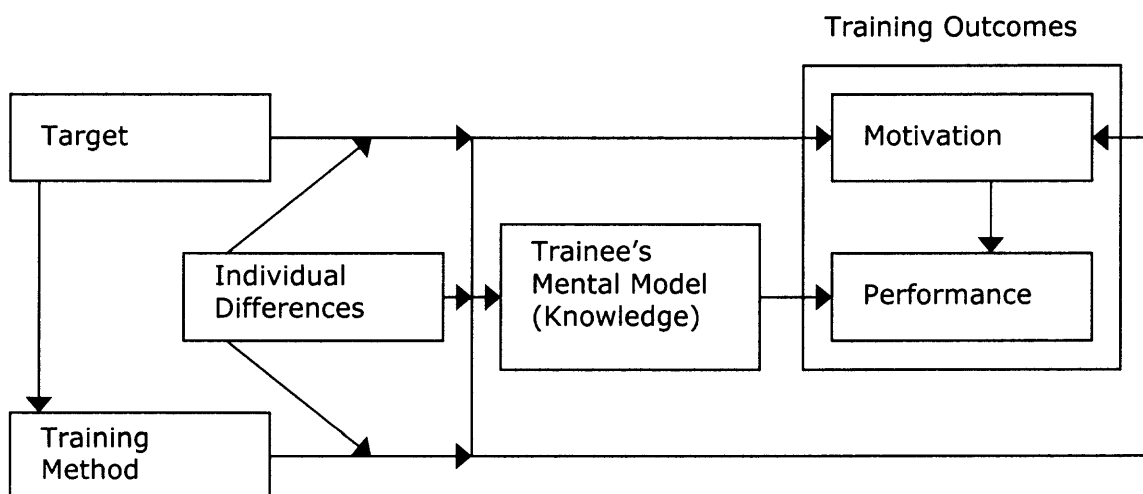 Training Outcomes
Target
Motivation
Individual
Differences
Trainee's
Mental Model
(Knowledge)
Performance
Training
Method